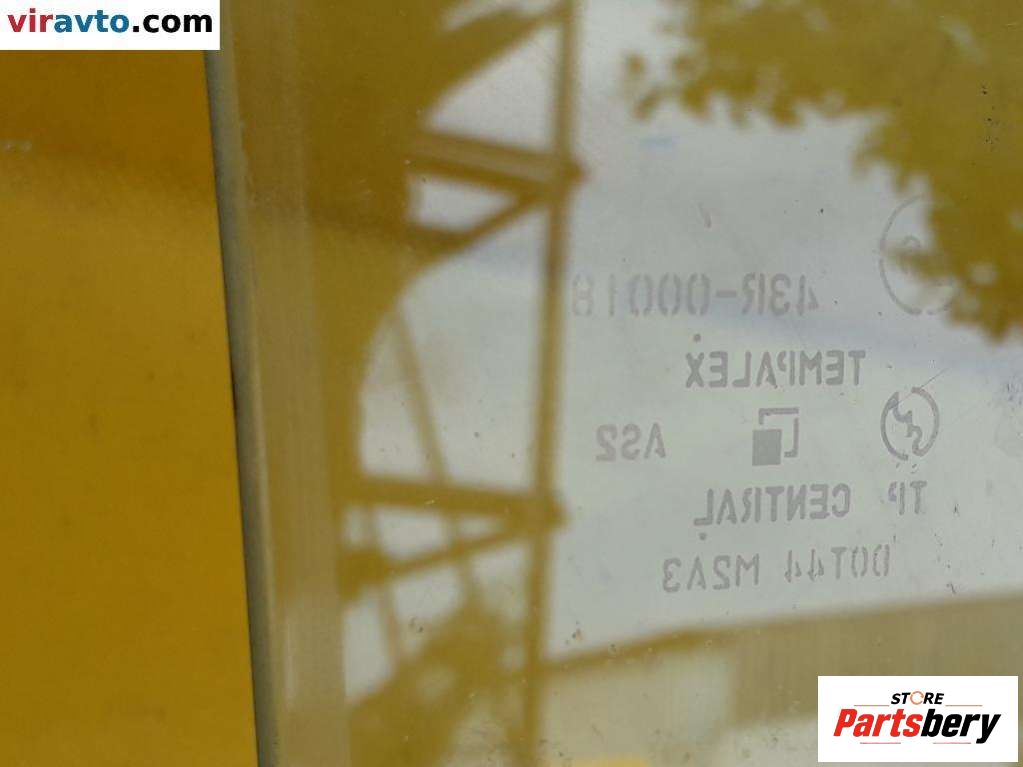 viravto.com
43R-00018
TEMPALEX
AS2
TP CENTRAL
DOT44 M2A3
STORE
Partsbery